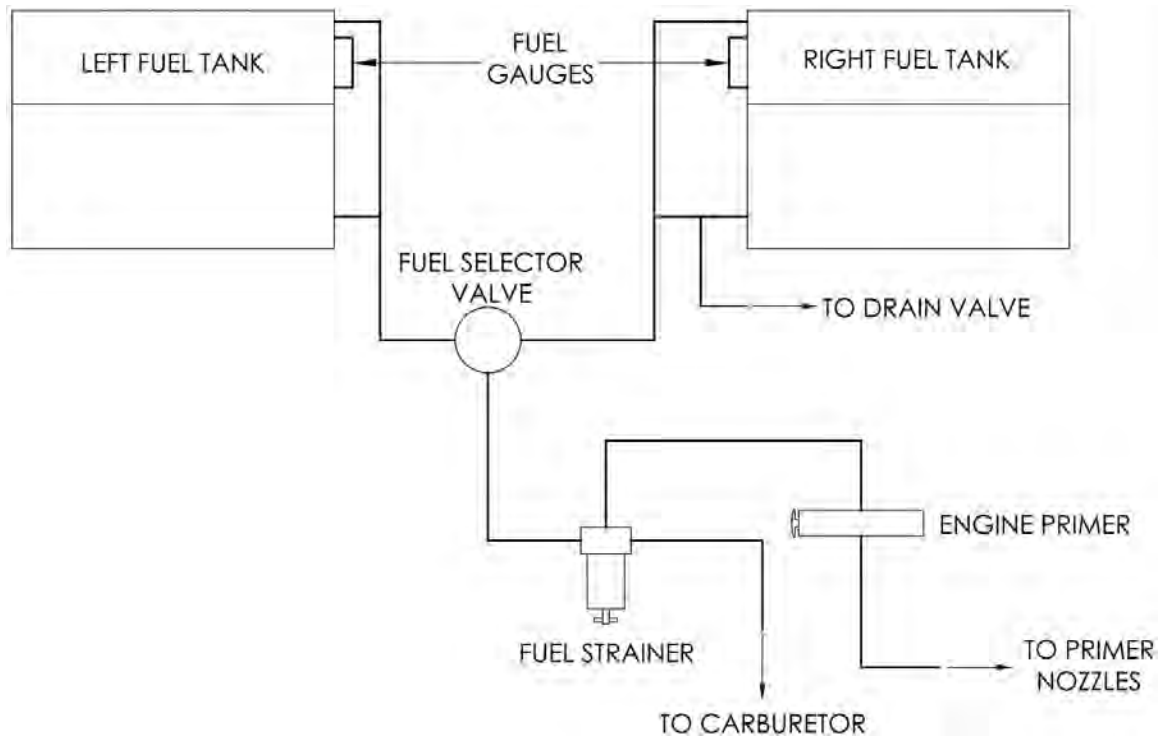 LEFT FUEL TANK
FUEL
GAUGES
RIGHT FUEL TANK
FUEL SELECTOR
VALVE
TO DRAIN VALVE
ENGINE PRIMER
FUEL STRAINER
TO PRIMER
NOZZLES
TO CARBURETOR